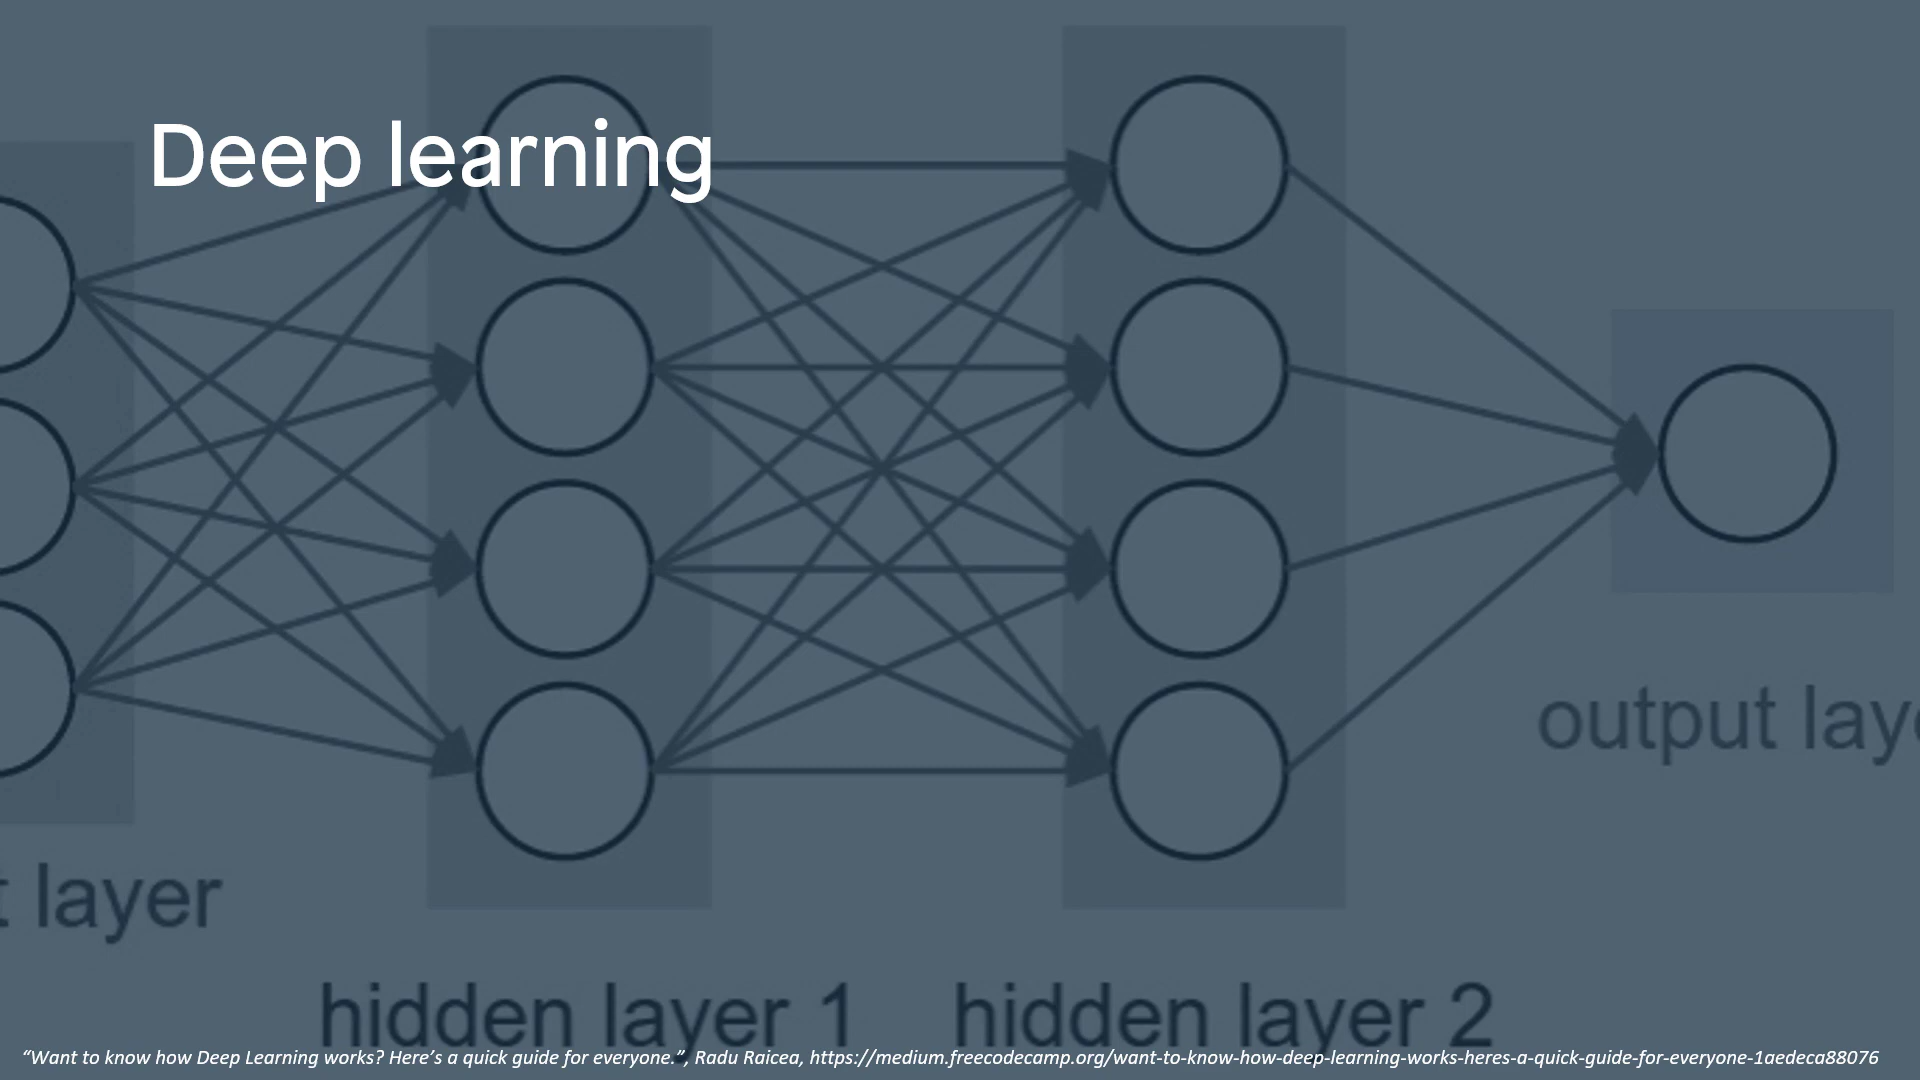 Deep learning
output laye
t layer
hidden layer 1
hidden layer 2
“Want to know how Deep Learning works? Here’s a quick guide for everyone.”, Radu Raicea, https://medium.freecodecamp.org/want-to-know-how-deep-learning-works-heres-a-quick-guide-for-everyone-1aedeca88076